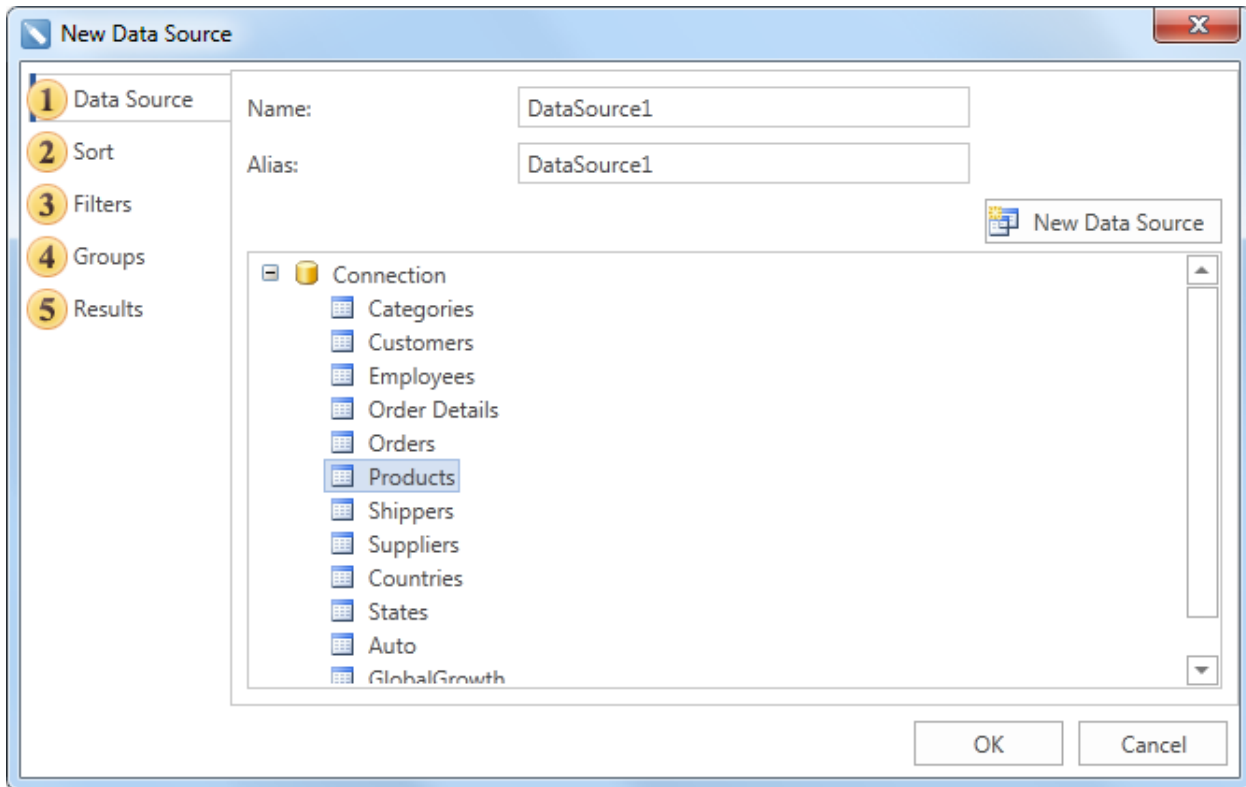 New Data Source
1 Data Source
2 Sort
3 Filters
4 Groups
5 Results
Name: DataSource1
Alias: DataSource1
New Data Source
Connection
Categories
Customers
Employees
Order Details
Orders
Products
Shippers
Suppliers
Countries
States
Auto
GlobalGrowth
OK Cancel